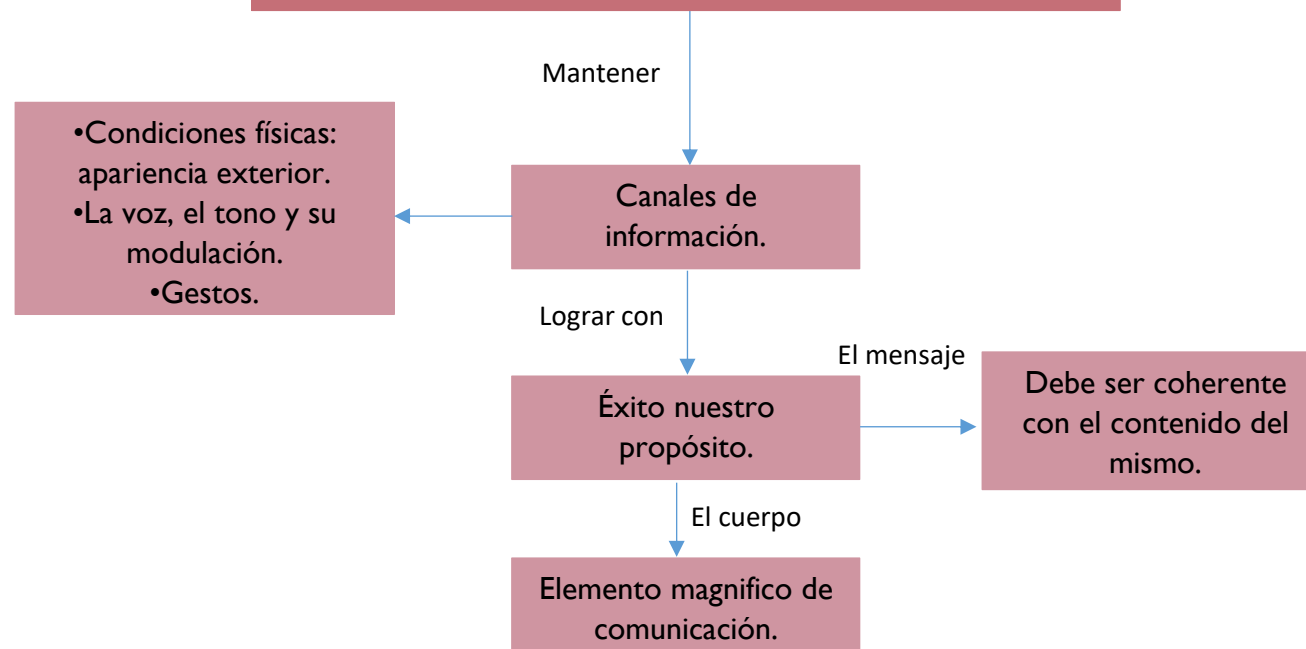 Mantener
•Condiciones físicas:
apariencia exterior.
•La voz, el tono y su
modulación.
•Gestos.
Canales de
información.
Lograr con
El mensaje
Éxito nuestro
propósito.
Debe ser coherente
con el contenido del
mismo.
El cuerpo
Elemento magnifico de
comunicación.